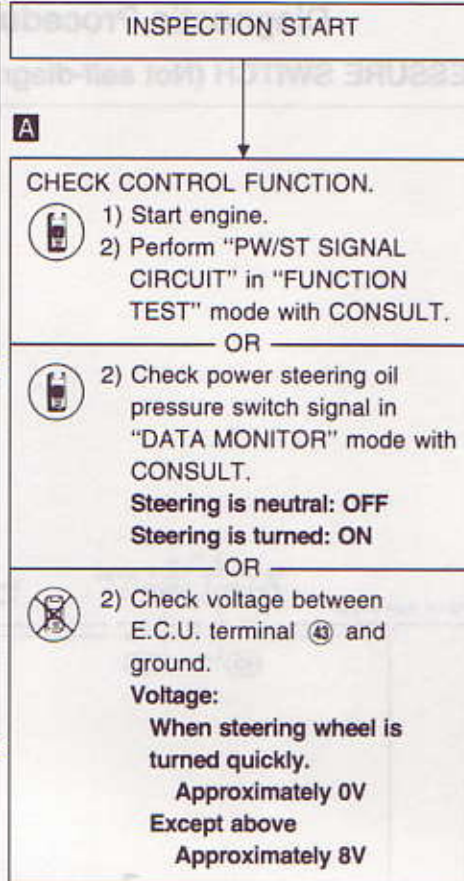 INSPECTION START
A
CHECK CONTROL FUNCTION.
1) Start engine.
2) Perform “PW/ST SIGNAL
CIRCUIT” in “FUNCTION
TEST” mode with CONSULT.
OR
2) Check power steering oil
pressure switch signal in
“DATA MONITOR” mode with
CONSULT.
Steering is neutral: OFF
Steering is turned: ON
OR
2) Check voltage between
E.C.U. terminal ㊸ and
ground.
Voltage:
When steering wheel is
turned quickly.
Approximately 0V
Except above
Approximately 8V